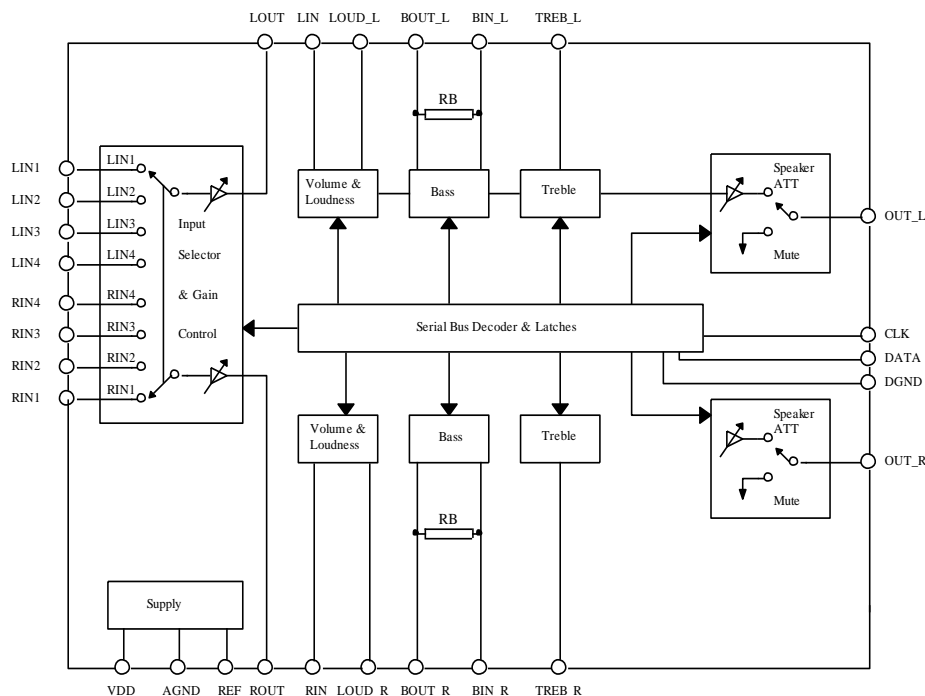 LOUT LIN LOUD_L BOUT_L BIN_L TREB_L
RB
LIN1
LIN2
LIN3
LIN4
RIN4
RIN3
RIN2
RIN1
LIN1
LIN2
LIN3
LIN4
RIN4
RIN3
RIN2
RIN1
Input
Selector
& Gain
Control
Volume &
Loudness
Bass
Treble
Speaker
ATT
Mute
OUT_L
Serial Bus Decoder & Latches
CLK
DATA
DGND
Volume &
Loudness
Bass
Treble
Speaker
ATT
Mute
OUT_R
RB
Supply
VDD AGND REF ROUT RIN LOUD_R BOUT_R BIN_R TREB_R